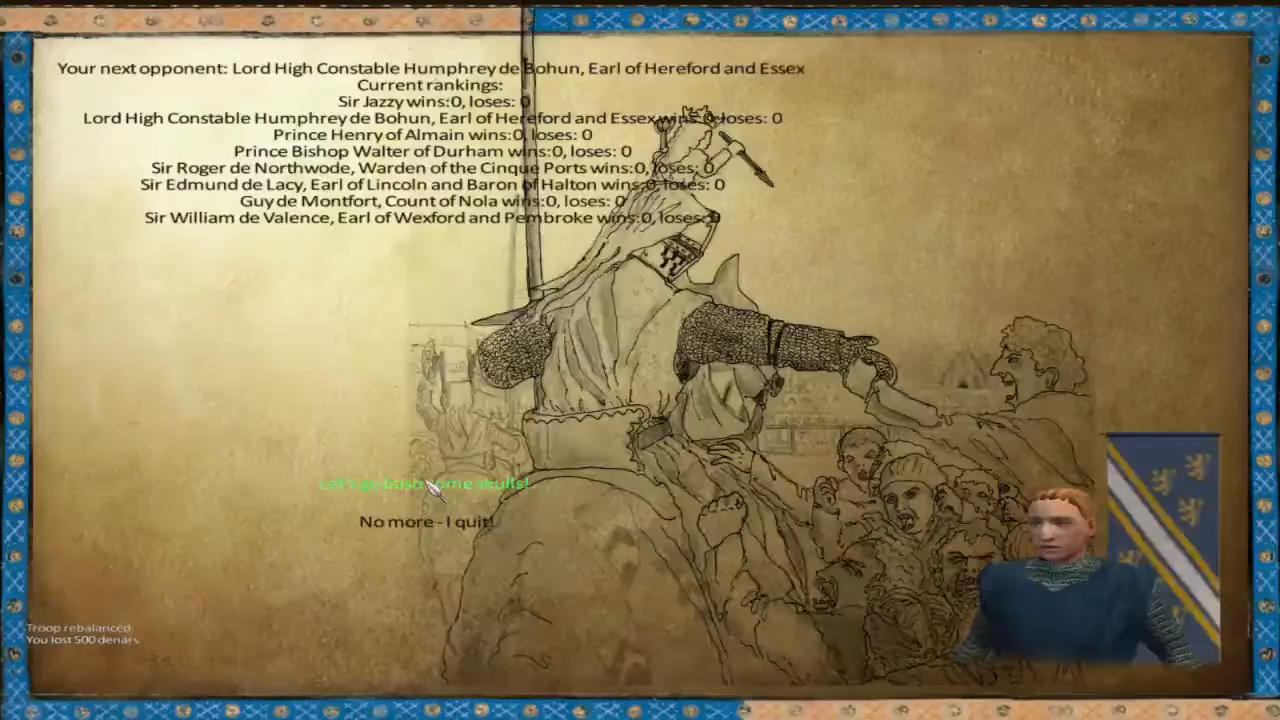 Your next opponent: Lord High Constable Humphrey de Bohun, Earl of Hereford and Essex
Current rankings:
Sir Jazzy wins:0, loses: 0
Lord High Constable Humphrey de Bohun, Earl of Hereford and Essex wins:0, loses: 0
Prince Henry of Almain wins:0, loses: 0
Prince Bishop Walter of Durham wins:0, loses: 0
Sir Roger de Northwode, Warden of the Cinque Ports wins:0, loses: 0
Sir Edmund de Lacy, Earl of Lincoln and Baron of Halton wins:0, loses: 0
Guy de Montfort, Count of Nola wins:0, loses: 0
Sir William de Valence, Earl of Wexford and Pembroke wins:0, loses: 0
Let's go bash some skulls!
No more - I quit!
Troop rebalanced
You lost 500 denars.